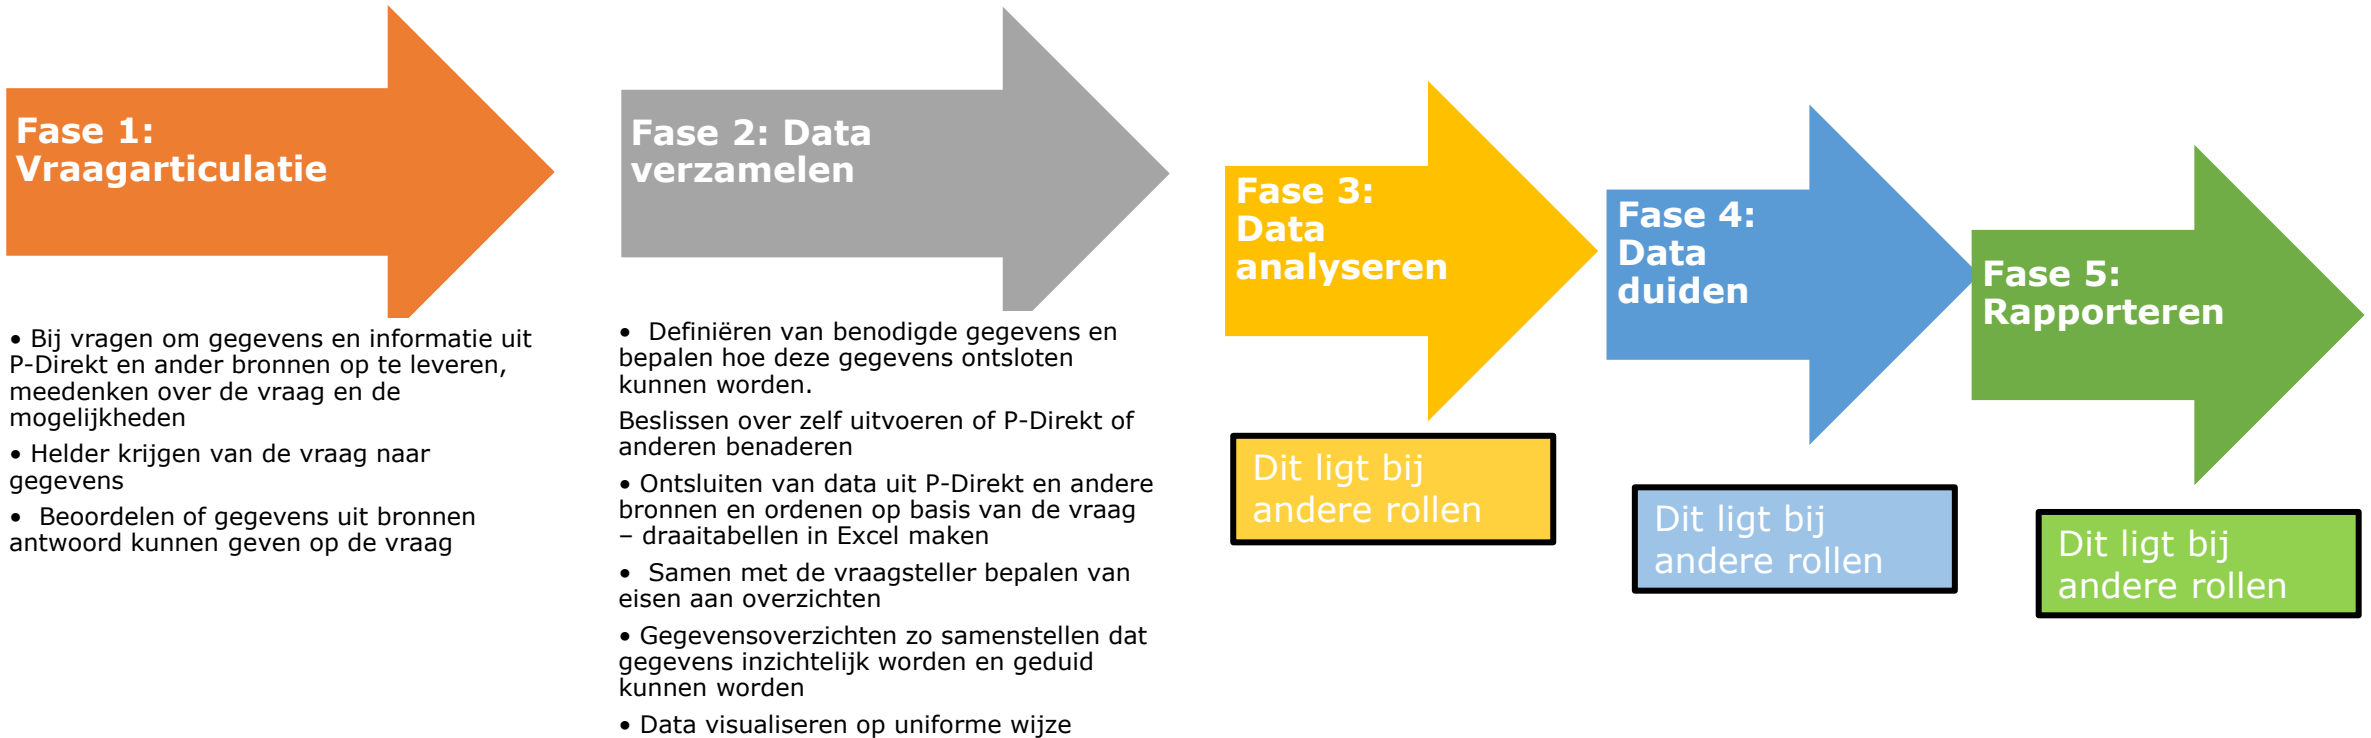 Fase 1:
Vraagarticulatie
• Bij vragen om gegevens en informatie uit
P-Direkt en ander bronnen op te leveren,
meedenken over de vraag en de
mogelijkheden
• Helder krijgen van de vraag naar
gegevens
• Beoordelen of gegevens uit bronnen
antwoord kunnen geven op de vraag
Fase 2: Data
verzamelen
• Definiëren van benodigde gegevens en
bepalen hoe deze gegevens ontsloten
kunnen worden.
Beslissen over zelf uitvoeren of P-Direkt of
anderen benaderen
• Ontsluiten van data uit P-Direkt en andere
bronnen en ordenen op basis van de vraag
– draaitabellen in Excel maken
• Samen met de vraagsteller bepalen van
eisen aan overzichten
• Gegevensoverzichten zo samenstellen dat
gegevens inzichtelijk worden en geduid
kunnen worden
• Data visualiseren op uniforme wijze
Fase 3:
Data
analyseren
Dit ligt bij
andere rollen
Fase 4:
Data
duiden
Dit ligt bij
andere rollen
Fase 5:
Rapporteren
Dit ligt bij
andere rollen